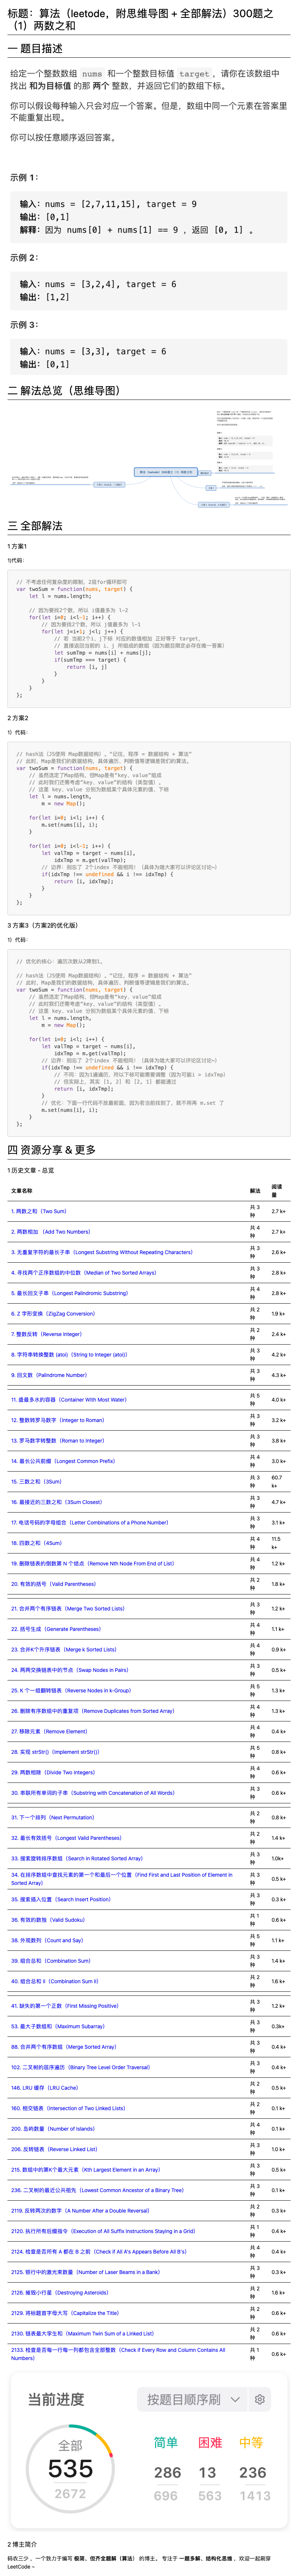 标题：算法（leetode，附思维导图 + 全部解法）300题之
（1）两数之和
一 题目描述
给定一个整数数组 nums 和一个整数目标值 target，请你在该数组中
找出 和为目标值 的那 两个 整数，并返回它们的数组下标。
你可以假设每种输入只会对应一个答案。但是，数组中同一个元素在答案里
不能重复出现。
你可以按任意顺序返回答案。
示例 1：
输入：nums = [2,7,11,15], target = 9
输出：[0,1]
解释：因为 nums[0] + nums[1] == 9 ，返回 [0, 1] 。
示例 2：
输入：nums = [3,2,4], target = 6
输出：[1,2]
示例 3：
输入：nums = [3,3], target = 6
输出：[0,1]
二 解法总览（思维导图）
三 全部解法
1 方案1
1)代码：
// 不考虑任何复杂的限制，2层for循环即可
var twoSum = function(nums, target) {
let l = nums.length;
// 因为要找2个数，所以 i值最多为 l-2
for(let i=0; i<l-1; i++) {
// 因为要找2个数，所以 j值最多为 l-1
for(let j=i+1; j<l; j++) {
// 若 当前2个i、j下标 对应的数值相加 正好等于 target，
// 直接返回当前的 i、j 所组成的数组（因为题目限定必存在唯一答案）
let sumTmp = nums[i] + nums[j];
if(sumTmp === target) {
return [i, j]
}
}
}
};
2 方案2
1）代码：
// hash法（JS使用 Map数据结构）。“记住，程序 = 数据结构 + 算法”
// 此时，Map是我们的数据结构，具体遍历、判断值等逻辑是我们的算法。
var twoSum = function(nums, target) {
// 虽然选定了Map结构，但Map是有“key、value”组成
// 此时我们还需考虑“key、value”的结构（类型值）。
// 这里 key、value 分别为数组某个具体元素的值、下标
let l = nums.length,
m = new Map();
for(let i=0; i<l; i++) {
m.set(nums[i], i);
}
for(let i=0; i<l-1; i++) {
let valTmp = target - nums[i],
idxTmp = m.get(valTmp);
// 边界：别忘了 2个index 不能相同！（具体为啥大家可以评论区讨论~）
if(idxTmp !== undefined && i !== idxTmp) {
return [i, idxTmp];
}
}
};
3 方案3（方案2的优化版）
1）代码：
// 优化的核心：遍历次数从2降到1。
// hash法（JS使用 Map数据结构）。“记住，程序 = 数据结构 + 算法”
// 此时，Map是我们的数据结构，具体遍历、判断值等逻辑是我们的算法。
var twoSum = function(nums, target) {
// 虽然选定了Map结构，但Map是有“key、value”组成
// 此时我们还需考虑“key、value”的结构（类型值）。
// 这里 key、value 分别为数组某个具体元素的值、下标
let l = nums.length,
m = new Map();
for(let i=0; i<l; i++) {
let valTmp = target - nums[i],
idxTmp = m.get(valTmp);
// 边界：别忘了 2个index 不能相同！（具体为啥大家可以评论区讨论~）
if(idxTmp !== undefined && i !== idxTmp) {
// 不同：因为1遍遍历，所以下标可能需要调整（因为可能i > idxTmp）
// 但实际上，其实 [1, 2] 和 [2, 1] 都能通过
return [i, idxTmp];
}
// 优化：下面一行代码不放最前面，因为若当前找到了，就不再再 m.set 了
m.set(nums[i], i);
}
};
四 资源分享 & 更多
1 历史文章 - 总览
文章名称 解法 阅读量
1. 两数之和（Two Sum） 共 3 种 2.7 k+
2. 两数相加 （Add Two Numbers） 共 4 种 2.7 k+
3. 无重复字符的最长子串（Longest Substring Without Repeating Characters） 共 3 种 2.6 k+
4. 寻找两个正序数组的中位数（Median of Two Sorted Arrays） 共 3 种 2.8 k+
5. 最长回文子串（Longest Palindromic Substring） 共 4 种 2.8 k+
6. Z 字形变换（ZigZag Conversion） 共 2 种 1.9 k+
7. 整数反转（Reverse Integer） 共 2 种 2.4 k+
8. 字符串转换整数 (atoi)（String to Integer (atoi)） 共 3 种 4.2 k+
9. 回文数（Palindrome Number） 共 3 种 4.3 k+
11. 盛最多水的容器（Container With Most Water） 共 5 种 4.0 k+
12. 整数转罗马数字（Integer to Roman） 共 3 种 3.2 k+
13. 罗马数字转整数（Roman to Integer） 共 3 种 3.8 k+
14. 最长公共前缀（Longest Common Prefix） 共 4 种 3.0 k+
15. 三数之和（3Sum） 共 3 种 60.7 k+
16. 最接近的三数之和（3Sum Closest） 共 3 种 4.7 k+
17. 电话号码的字母组合（Letter Combinations of a Phone Number） 共 3 种 3.1 k+
18. 四数之和（4Sum） 共 4 种 11.5 k+
19. 删除链表的倒数第 N 个结点（Remove Nth Node From End of List） 共 4 种 1.2 k+
20. 有效的括号（Valid Parentheses） 共 2 种 1.8 k+
21. 合并两个有序链表（Merge Two Sorted Lists） 共 3 种 1.2 k+
22. 括号生成（Generate Parentheses） 共 4 种 1.1 k+
23. 合并K个升序链表（Merge k Sorted Lists） 共 4 种 0.9 k+
24. 两两交换链表中的节点（Swap Nodes in Pairs） 共 3 种 0.5 k+
25. K 个一组翻转链表（Reverse Nodes in k-Group） 共 5 种 1.3 k+
26. 删除有序数组中的重复项（Remove Duplicates from Sorted Array） 共 4 种 1.3 k+
27. 移除元素（Remove Element） 共 4 种 0.4 k+
28. 实现 strStr()（Implement strStr()） 共 5 种 0.8 k+
29. 两数相除（Divide Two Integers） 共 4 种 0.6 k+
30. 串联所有单词的子串（Substring with Concatenation of All Words） 共 3 种 0.6 k+
31. 下一个排列（Next Permutation） 共 2 种 0.8 k+
32. 最长有效括号（Longest Valid Parentheses） 共 2 种 1.4 k+
33. 搜索旋转排序数组（Search in Rotated Sorted Array） 共 3 种 1.0k+
34. 在排序数组中查找元素的第一个和最后一个位置（Find First and Last Position of Element in Sorted Array） 共 3 种 0.5 k+
35. 搜索插入位置（Search Insert Position） 共 3 种 0.3 k+
36. 有效的数独（Valid Sudoku） 共 1 种 0.6 k+
38. 外观数列（Count and Say） 共 5 种 1.1 k+
39. 组合总和（Combination Sum） 共 3 种 1.4 k+
40. 组合总和 II（Combination Sum II） 共 2 种 1.6 k+
41. 缺失的第一个正数（First Missing Positive） 共 3 种 1.2 k+
53. 最大子数组和（Maximum Subarray） 共 3 种 0.3k+
88. 合并两个有序数组（Merge Sorted Array） 共 3 种 0.4 k+
102. 二叉树的层序遍历（Binary Tree Level Order Traversal） 共 3 种 0.4 k+
146. LRU 缓存（LRU Cache） 共 2 种 0.5 k+
160. 相交链表（Intersection of Two Linked Lists） 共 2 种 0.1 k+
200. 岛屿数量（Number of Islands） 共 4 种 0.1 k+
206. 反转链表（Reverse Linked List） 共 3 种 1.0 k+
215. 数组中的第K个最大元素（Kth Largest Element in an Array） 共 3 种 0.5 k+
236. 二叉树的最近公共祖先（Lowest Common Ancestor of a Binary Tree） 共 3 种 0.1 k+
2119. 反转两次的数字（A Number After a Double Reversal） 共 2 种 0.3 k+
2120. 执行所有后缀指令（Execution of All Suffix Instructions Staying in a Grid） 共 1 种 0.4 k+
2124. 检查是否所有 A 都在 B 之前（Check if All A's Appears Before All B's） 共 4 种 0.4 k+
2125. 银行中的激光束数量（Number of Laser Beams in a Bank） 共 3 种 0.3 k+
2126. 摧毁小行星（Destroying Asteroids） 共 2 种 1.6 k+
2129. 将标题首字母大写（Capitalize the Title） 共 2 种 0.6 k+
2130. 链表最大孪生和（Maximum Twin Sum of a Linked List） 共 2 种 0.6 k+
2133. 检查是否每一行每一列都包含全部整数（Check if Every Row and Column Contains All Numbers） 共 1 种 0.6 k+
当前进度
按题目顺序刷
全部
535
2672
简单 困难 中等
286 13 236
696 563 1413
2 博主简介
码农三少 ，一个致力于编写 极简、但齐全题解（算法） 的博主。 专注于 一题多解、结构化思维 ，欢迎一起刷穿
LeetCode ~